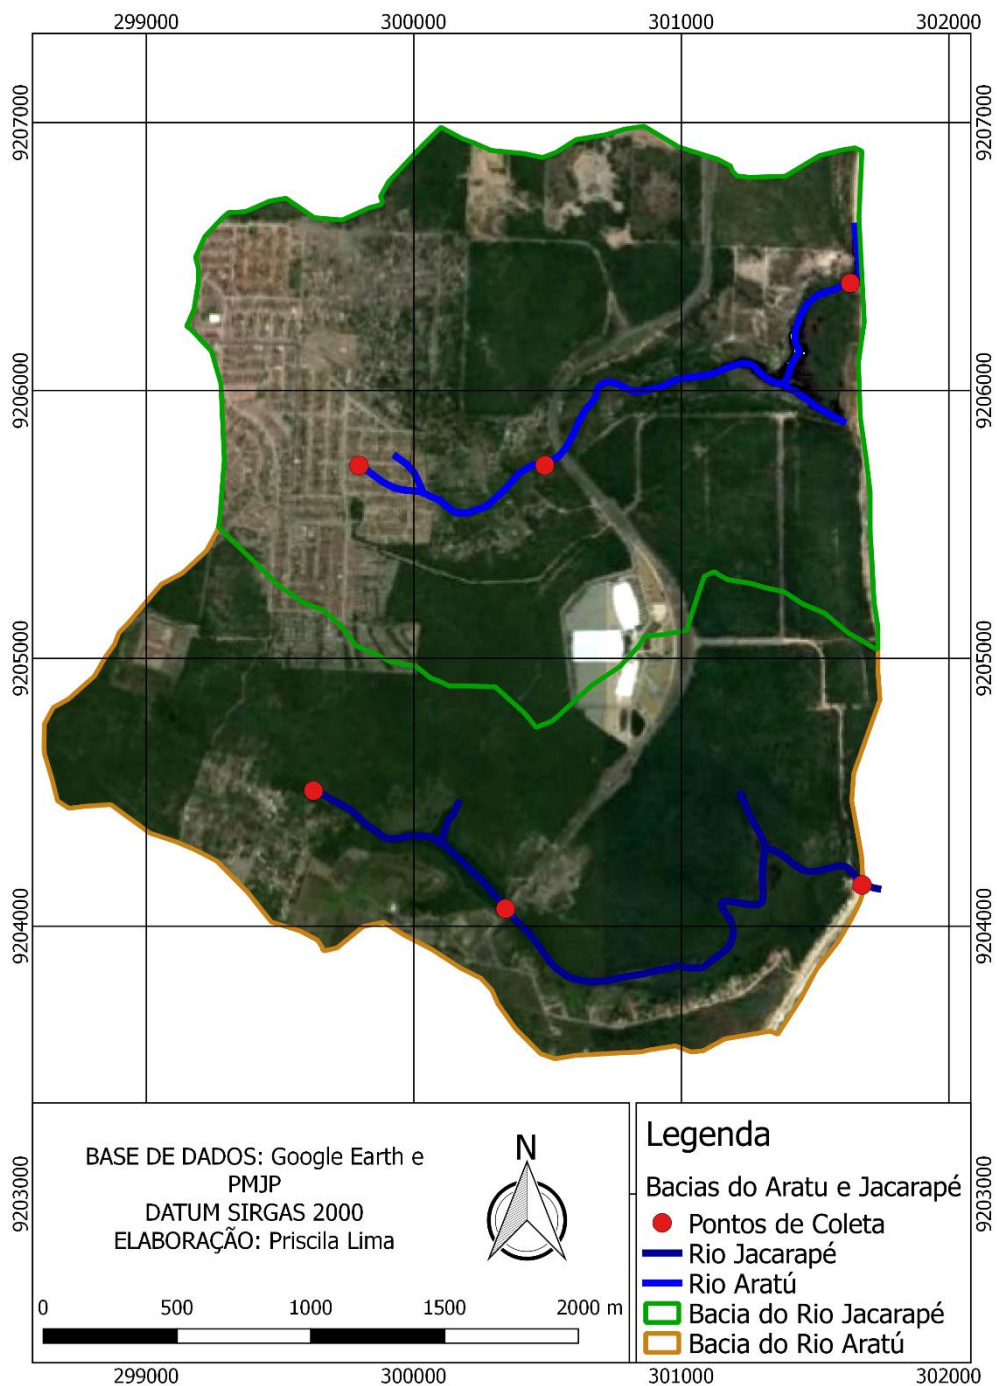 299000 300000 301000 302000
9207000 9207000
9206000 9206000
9205000 9205000
9204000 9204000
9203000 9203000
BASE DE DADOS: Google Earth e
PMJP
DATUM SIRGAS 2000
ELABORAÇÃO: Priscila Lima
N
0 500 1000 1500 2000 m
Legenda
Bacias do Aratu e Jacarapé
Pontos de Coleta
Rio Jacarapé
Rio Aratú
Bacia do Rio Jacarapé
Bacia do Rio Aratú
299000 300000 301000 302000